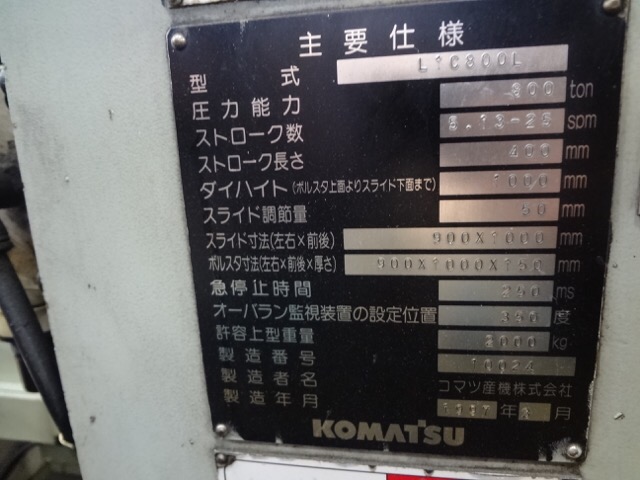 主要仕様
型式 L1C800L
圧力能力 800 ton
ストローク数 spm
ストローク長さ 400 mm
ダイハイト(ボルスタ上面よりスライド下面まで) 1000 mm
スライド調節量 50 mm
スライド寸法(左右×前後) 900X1000 mm
ボルスタ寸法(左右×前後×厚さ) 900X1000X150 mm
急停止時間 250 ms
オーバラン監視装置の設定位置 度
許容上型重量 kg
製造番号 10024
製造者名 コマツ産機株式会社
製造年月 年 月
KOMATSU